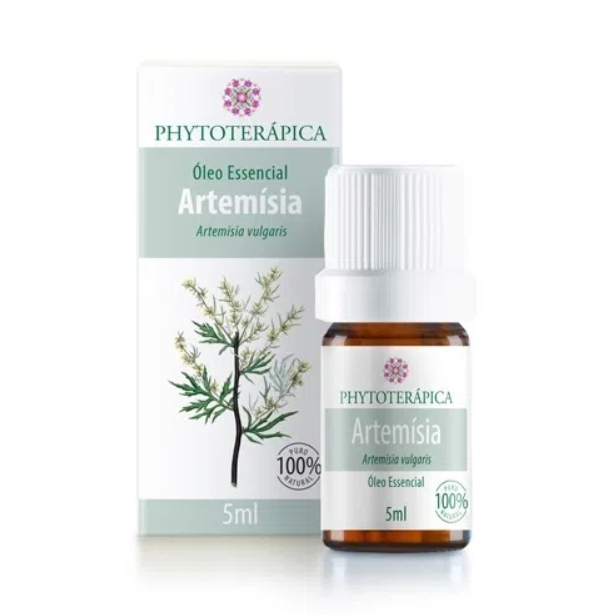 PHYTOTERÁPICA
Óleo Essencial
Artemísia
Artemisia vulgaris
PURO
100%
NATURAL
5ml
PHYTOTERÁPICA
Artemísia
Artemisia vulgaris
Óleo Essencial
PURO
100%
NATURAL
5ml